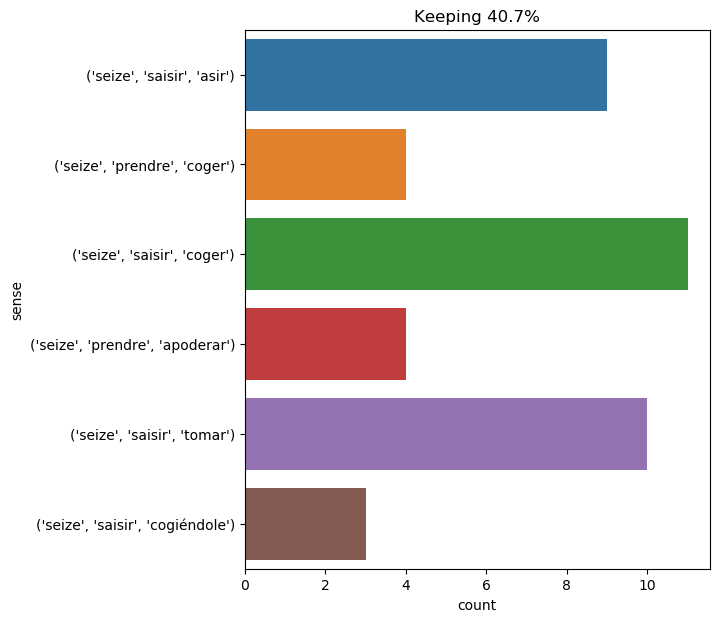 Keeping 40.7%
('seize', 'saisir', 'asir')
('seize', 'prendre', 'coger')
('seize', 'saisir', 'coger')
('seize', 'prendre', 'apoderar')
('seize', 'saisir', 'tomar')
('seize', 'saisir', 'cogiéndole')
sense
0 2 4 6 8 10
count